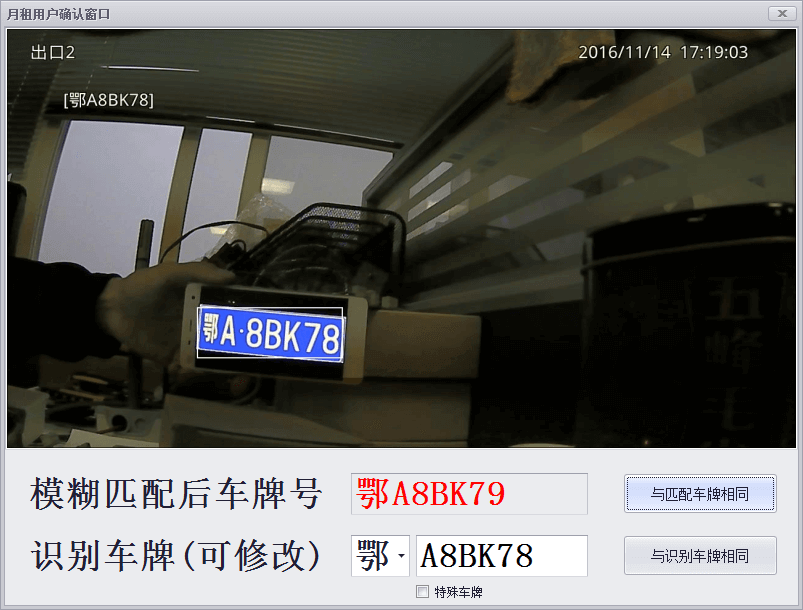 月租用户确认窗口
出口2
2016/11/14 17:19:03
[鄂A8BK78]
鄂A·8BK78
五峰毛
模糊匹配后车牌号
鄂A8BK79
与匹配车牌相同
识别车牌(可修改)
鄂
A8BK78
与识别车牌相同
特殊车牌